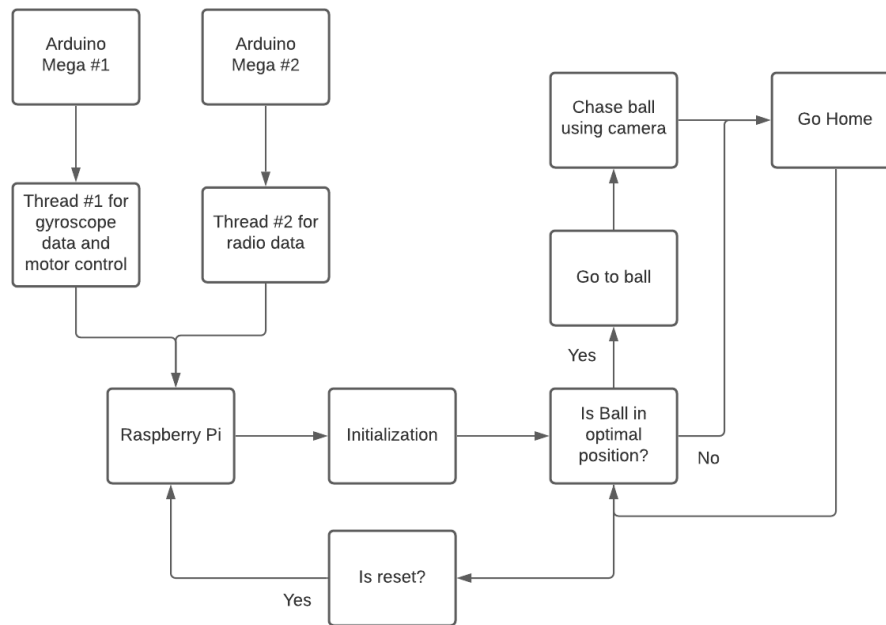 Arduino
Mega #1
Arduino
Mega #2
Thread #1 for
gyroscope
data and
motor control
Thread #2 for
radio data
Chase ball
using camera
Go Home
Go to ball
Yes
Raspberry Pi
Initialization
Is Ball in
optimal
position?
No
Is reset?
Yes